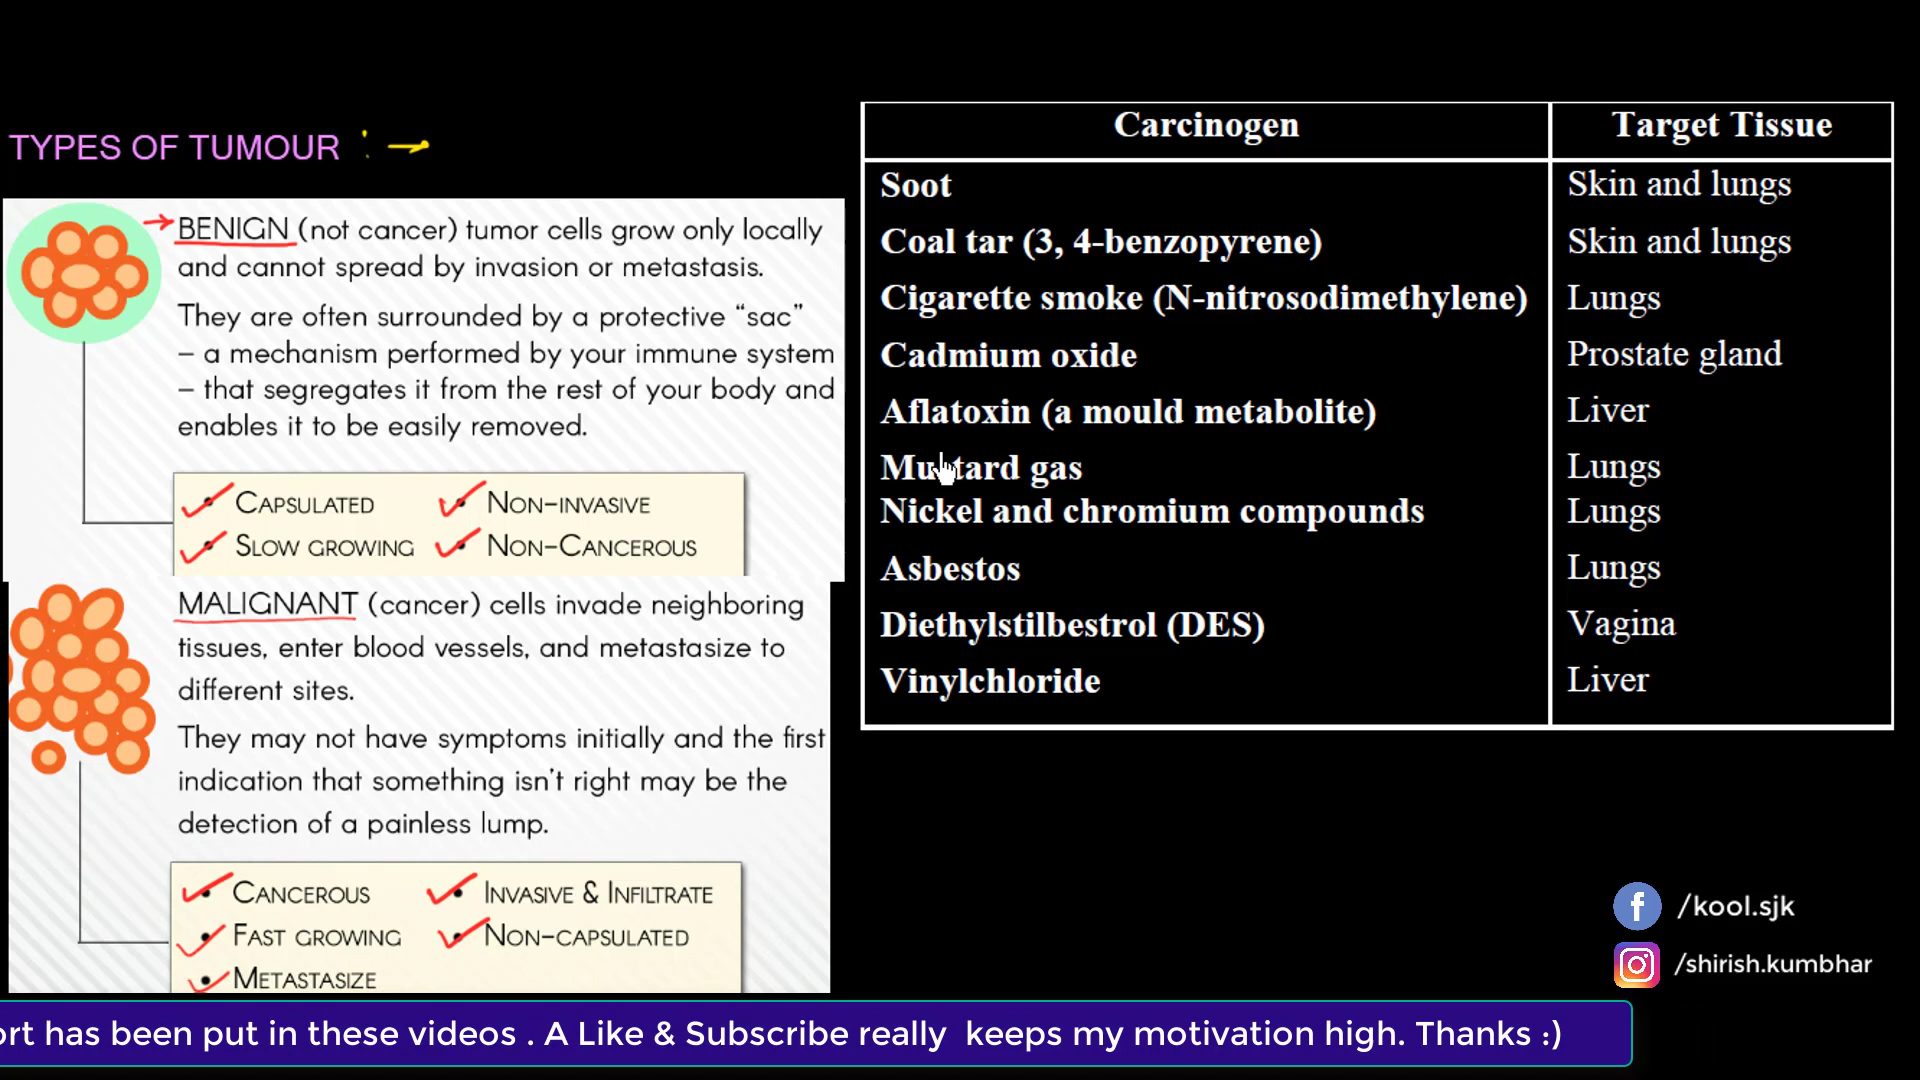 TYPES OF TUMOUR :
BENIGN (not cancer) tumor cells grow only locally
and cannot spread by invasion or metastasis.
They are often surrounded by a protective “sac”
– a mechanism performed by your immune system
– that segregates it from the rest of your body and
enables it to be easily removed.
• CAPSULATED • NON-INVASIVE
• SLOW GROWING • NON-CANCEROUS
MALIGNANT (cancer) cells invade neighboring
tissues, enter blood vessels, and metastasize to
different sites.
They may not have symptoms initially and the first
indication that something isn’t right may be the
detection of a painless lump.
• CANCEROUS • INVASIVE & INFILTRATE
• FAST GROWING • NON-CAPSULATED
• METASTASIZE
Carcinogen Target Tissue
Soot Skin and lungs
Coal tar (3, 4-benzopyrene) Skin and lungs
Cigarette smoke (N-nitrosodimethylene) Lungs
Cadmium oxide Prostate gland
Aflatoxin (a mould metabolite) Liver
Mustard gas Lungs
Nickel and chromium compounds Lungs
Asbestos Lungs
Diethylstilbestrol (DES) Vagina
Vinylchloride Liver
f /kool.sjk
/shirish.kumbhar
ort has been put in these videos . A Like & Subscribe really keeps my motivation high. Thanks :)